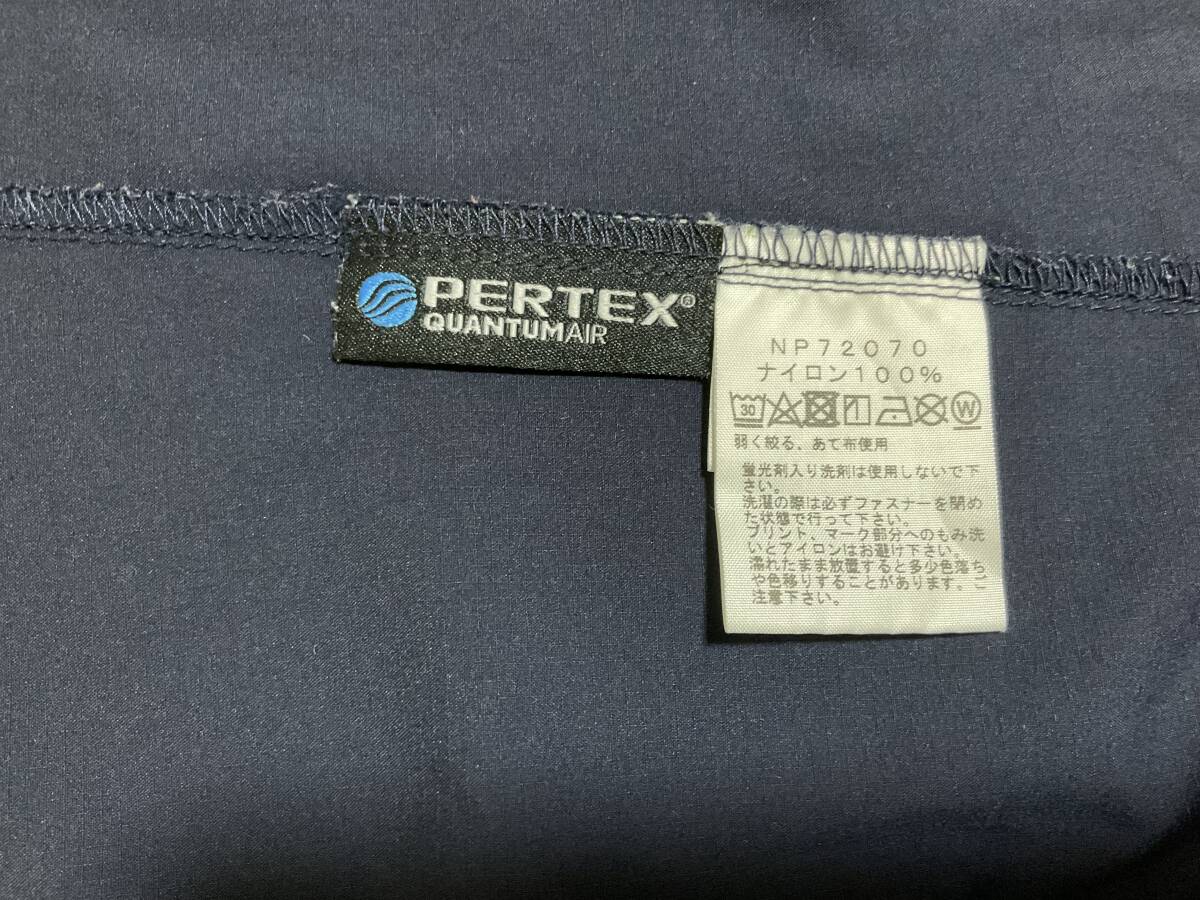 PERTEX®
QUANTUMAIR
NP72070
ナイロン100%
30 W
弱く絞る、あて布使用
蛍光剤入り洗剤は使用しないで下
さい。
洗濯の際は必ずファスナーを閉め
た状態で行って下さい。
プリント、マーク部分へのもみ洗
いとアイロンはお避け下さい。
濡れたまま放置すると多少色落ち
や色移りすることがあります。ご
注意下さい。